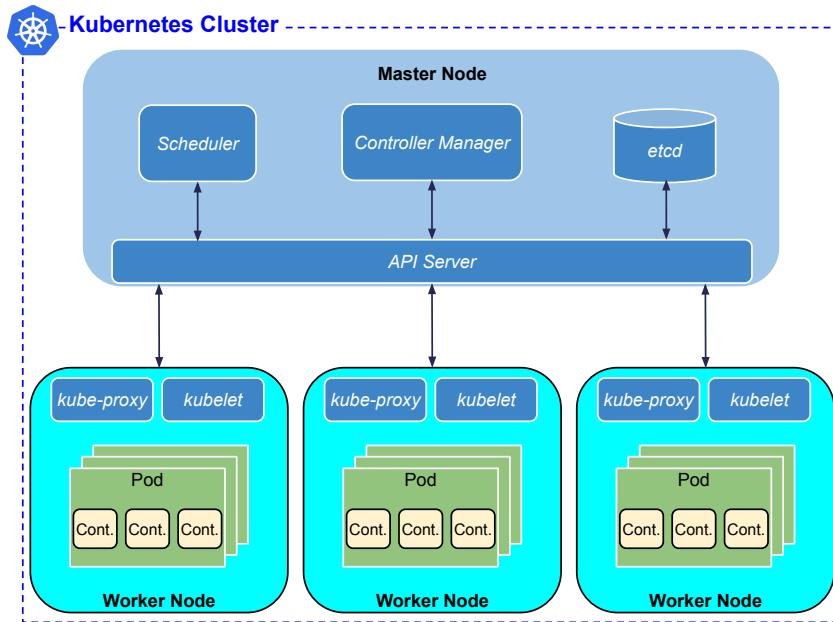 Kubernetes Cluster
Master Node
Scheduler
Controller Manager
etcd
API Server
kube-proxy
kubelet
kube-proxy
kubelet
kube-proxy
kubelet
Pod
Pod
Pod
Cont.
Cont.
Cont.
Cont.
Cont.
Cont.
Cont.
Cont.
Cont.
Worker Node
Worker Node
Worker Node